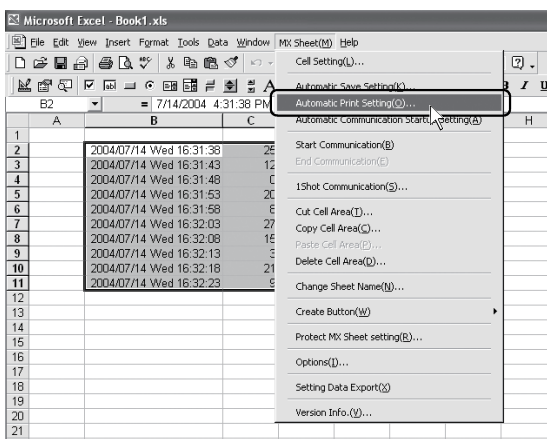 Microsoft Excel - Book1.xls
File Edit View Insert Format Tools Data Window MX Sheet(M) Help
B2 = 7/14/2004 4:31:38 PM
A B C H
1
2 2004/07/14 Wed 16:31:38 25
3 2004/07/14 Wed 16:31:43 12
4 2004/07/14 Wed 16:31:48
5 2004/07/14 Wed 16:31:53 20
6 2004/07/14 Wed 16:31:58
7 2004/07/14 Wed 16:32:03 27
8 2004/07/14 Wed 16:32:08 15
9 2004/07/14 Wed 16:32:13
10 2004/07/14 Wed 16:32:18 21
11 2004/07/14 Wed 16:32:23
12
13
14
15
16
17
18
19
20
21
Cell Setting(L)...
Automatic Save Setting(K)...
Automatic Print Setting(O)...
Automatic Communication Startup Setting(A)
Start Communication(B)
End Communication(E)
1Shot Communication(S)...
Cut Cell Area(T)...
Copy Cell Area(C)...
Paste Cell Area(P)...
Delete Cell Area(D)...
Change Sheet Name(N)...
Create Button(W)
Protect MX Sheet setting(R)...
Options(I)...
Setting Data Export(X)
Version Info.(V)...